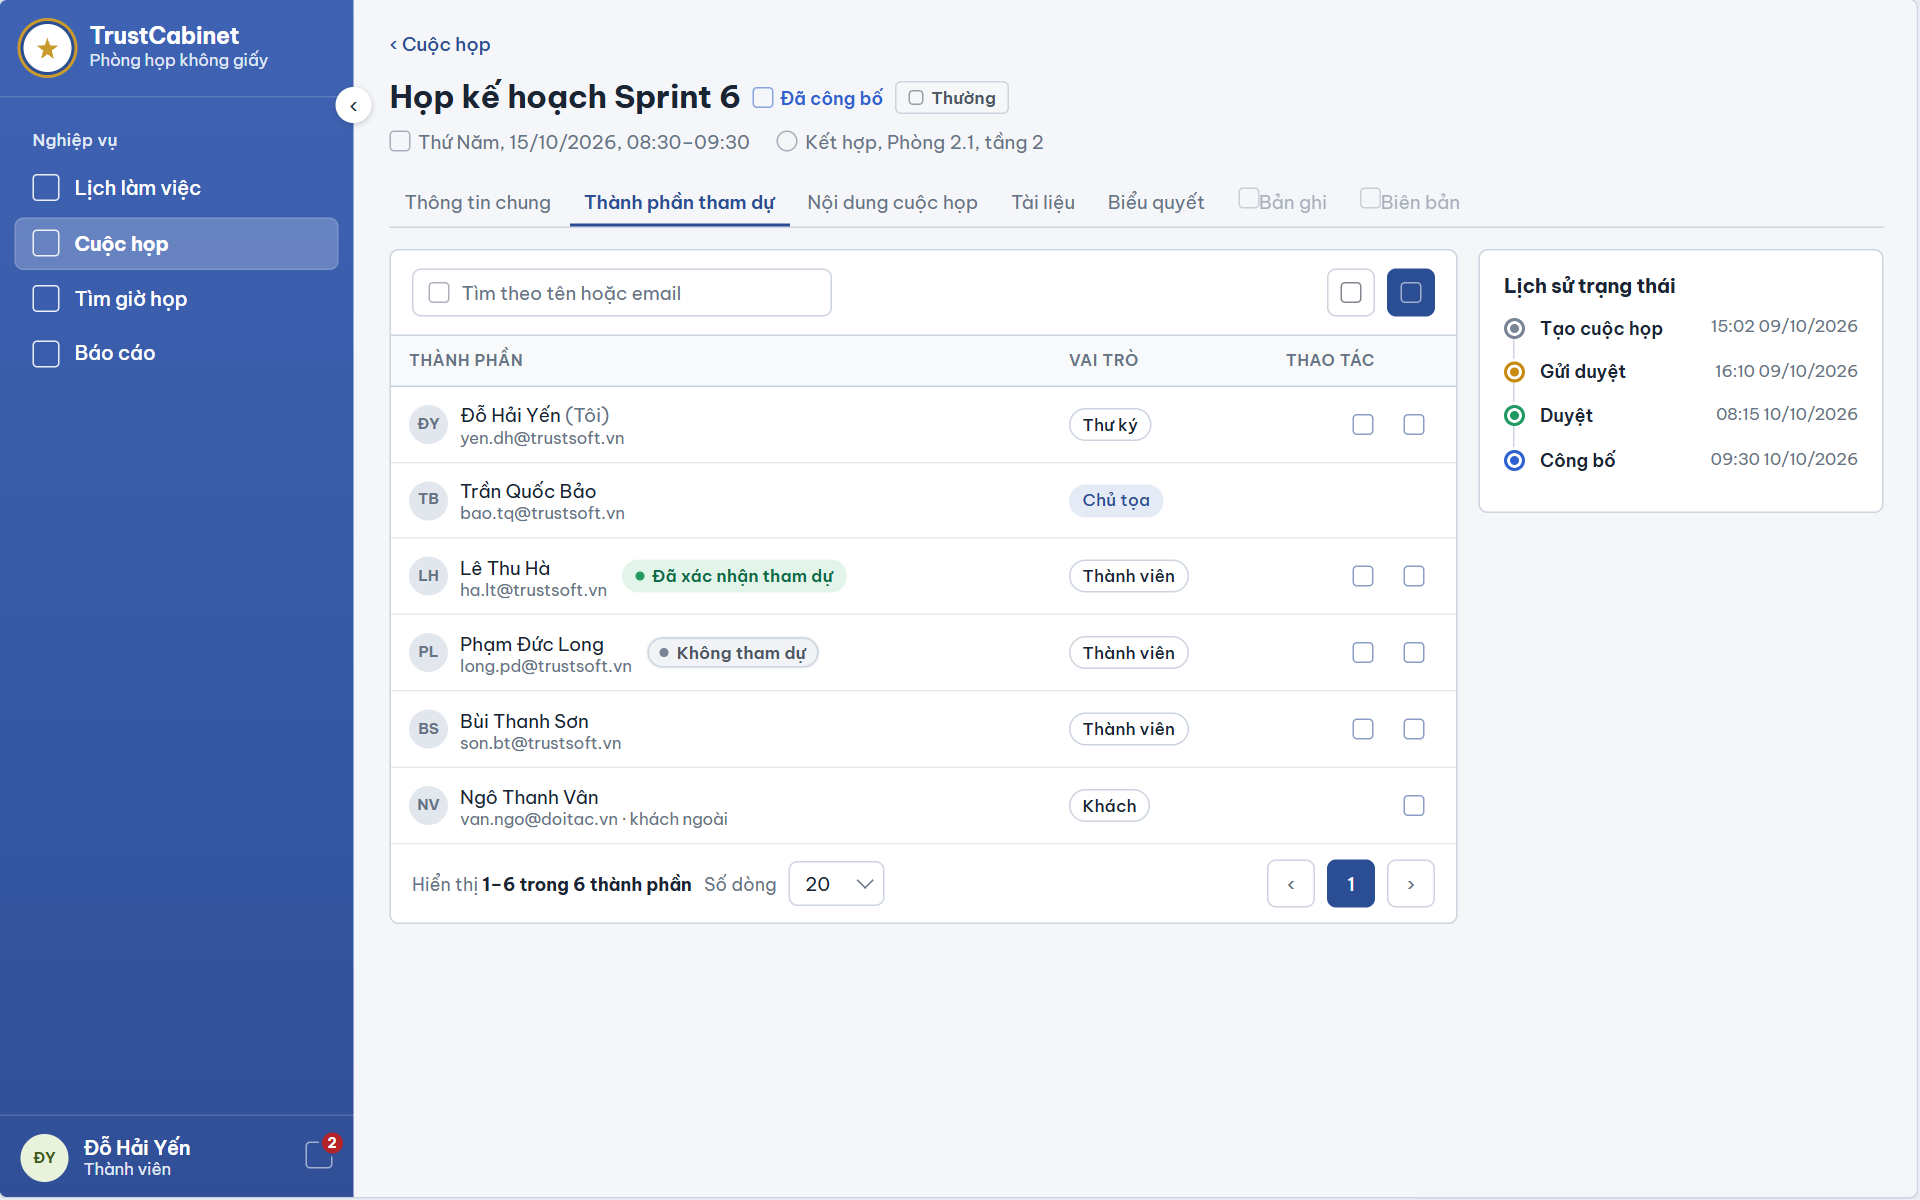 TrustCabinet
Phòng họp không giấy
Nghiệp vụ
Lịch làm việc
Cuộc họp
Tìm giờ họp
Báo cáo
ĐY
Đỗ Hải Yến
Thành viên
2
‹
‹ Cuộc họp
Họp kế hoạch Sprint 6 Đã công bố Thường
Thứ Năm, 15/10/2026, 08:30–09:30 Kết hợp, Phòng 2.1, tầng 2
Thông tin chung Thành phần tham dự Nội dung cuộc họp Tài liệu Biểu quyết Bản ghi Biên bản
Tìm theo tên hoặc email
THÀNH PHẦN VAI TRÒ THAO TÁC
ĐY Đỗ Hải Yến (Tôi) Thư ký
yen.dh@trustsoft.vn
TB Trần Quốc Bảo Chủ tọa
bao.tq@trustsoft.vn
LH Lê Thu Hà Đã xác nhận tham dự Thành viên
ha.lt@trustsoft.vn
PL Phạm Đức Long Không tham dự Thành viên
long.pd@trustsoft.vn
BS Bùi Thanh Sơn Thành viên
son.bt@trustsoft.vn
NV Ngô Thanh Vân Khách
van.ngo@doitac.vn · khách ngoài
Hiển thị 1–6 trong 6 thành phần Số dòng 20 ‹ 1 ›
Lịch sử trạng thái
Tạo cuộc họp 15:02 09/10/2026
Gửi duyệt 16:10 09/10/2026
Duyệt 08:15 10/10/2026
Công bố 09:30 10/10/2026